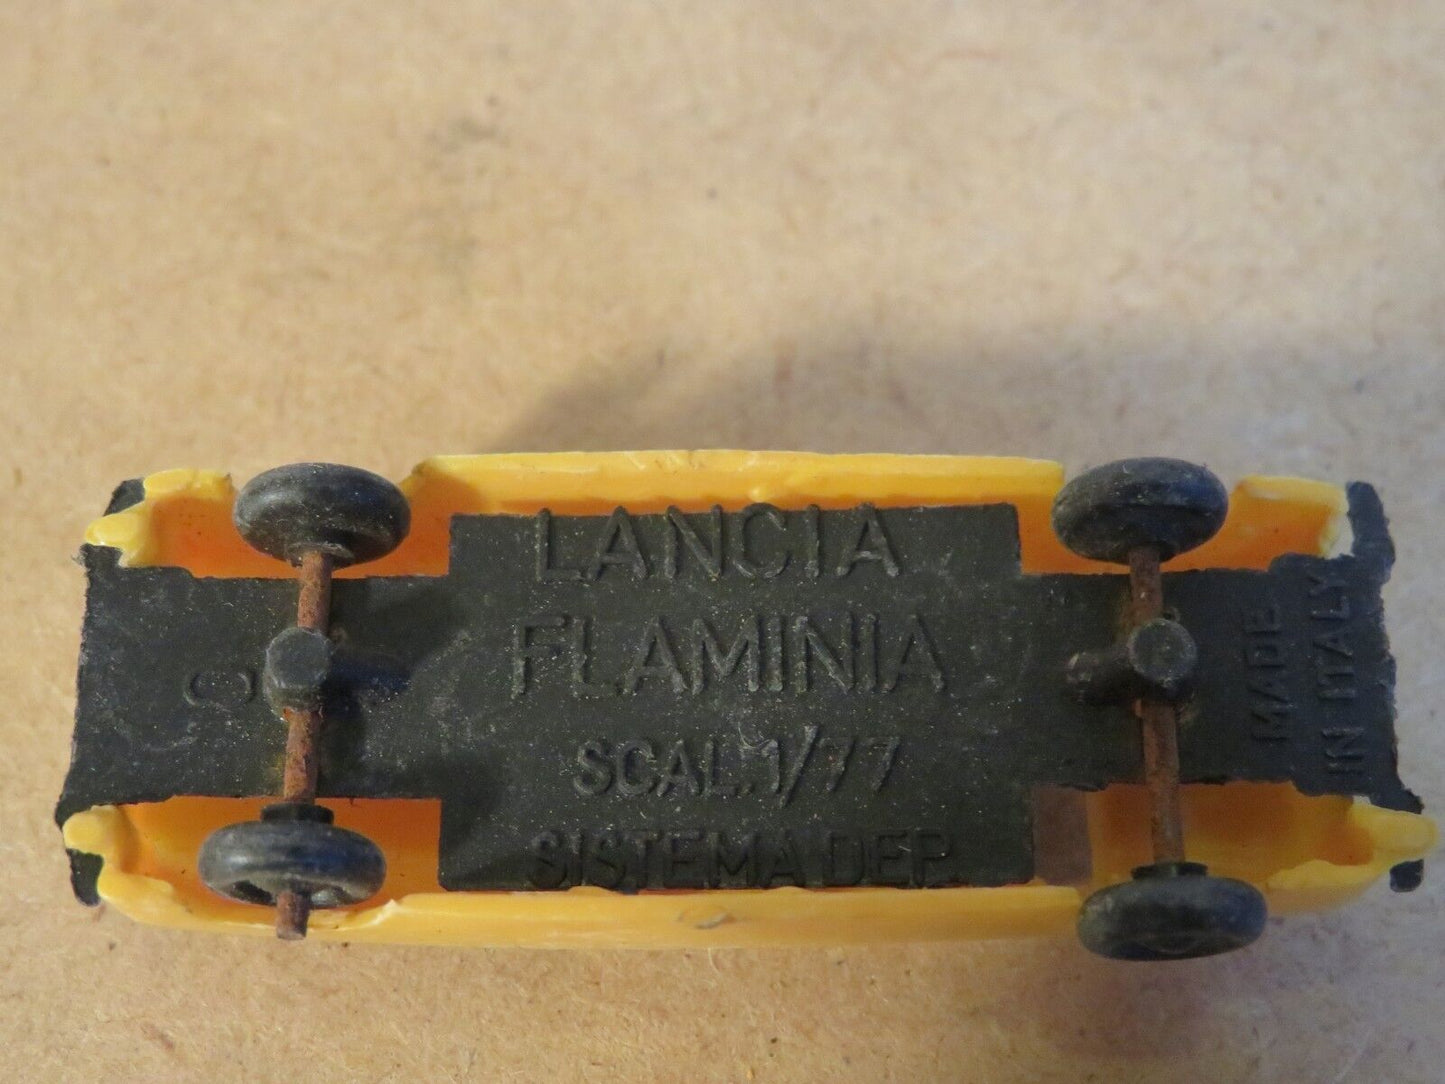 LANCIA
FLAMINIA
SCAL.1/77
SISTEMA DEP.
MADE
IN ITALY